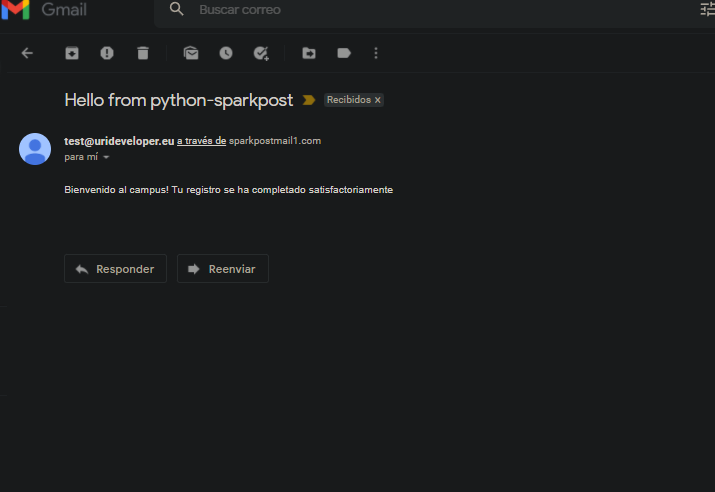 Gmail
Buscar correo
Hello from python-sparkpost
Recibidos x
test@urideveloper.eu a través de sparkpostmail1.com
para mí
Bienvenido al campus! Tu registro se ha completado satisfactoriamente
Responder
Reenviar